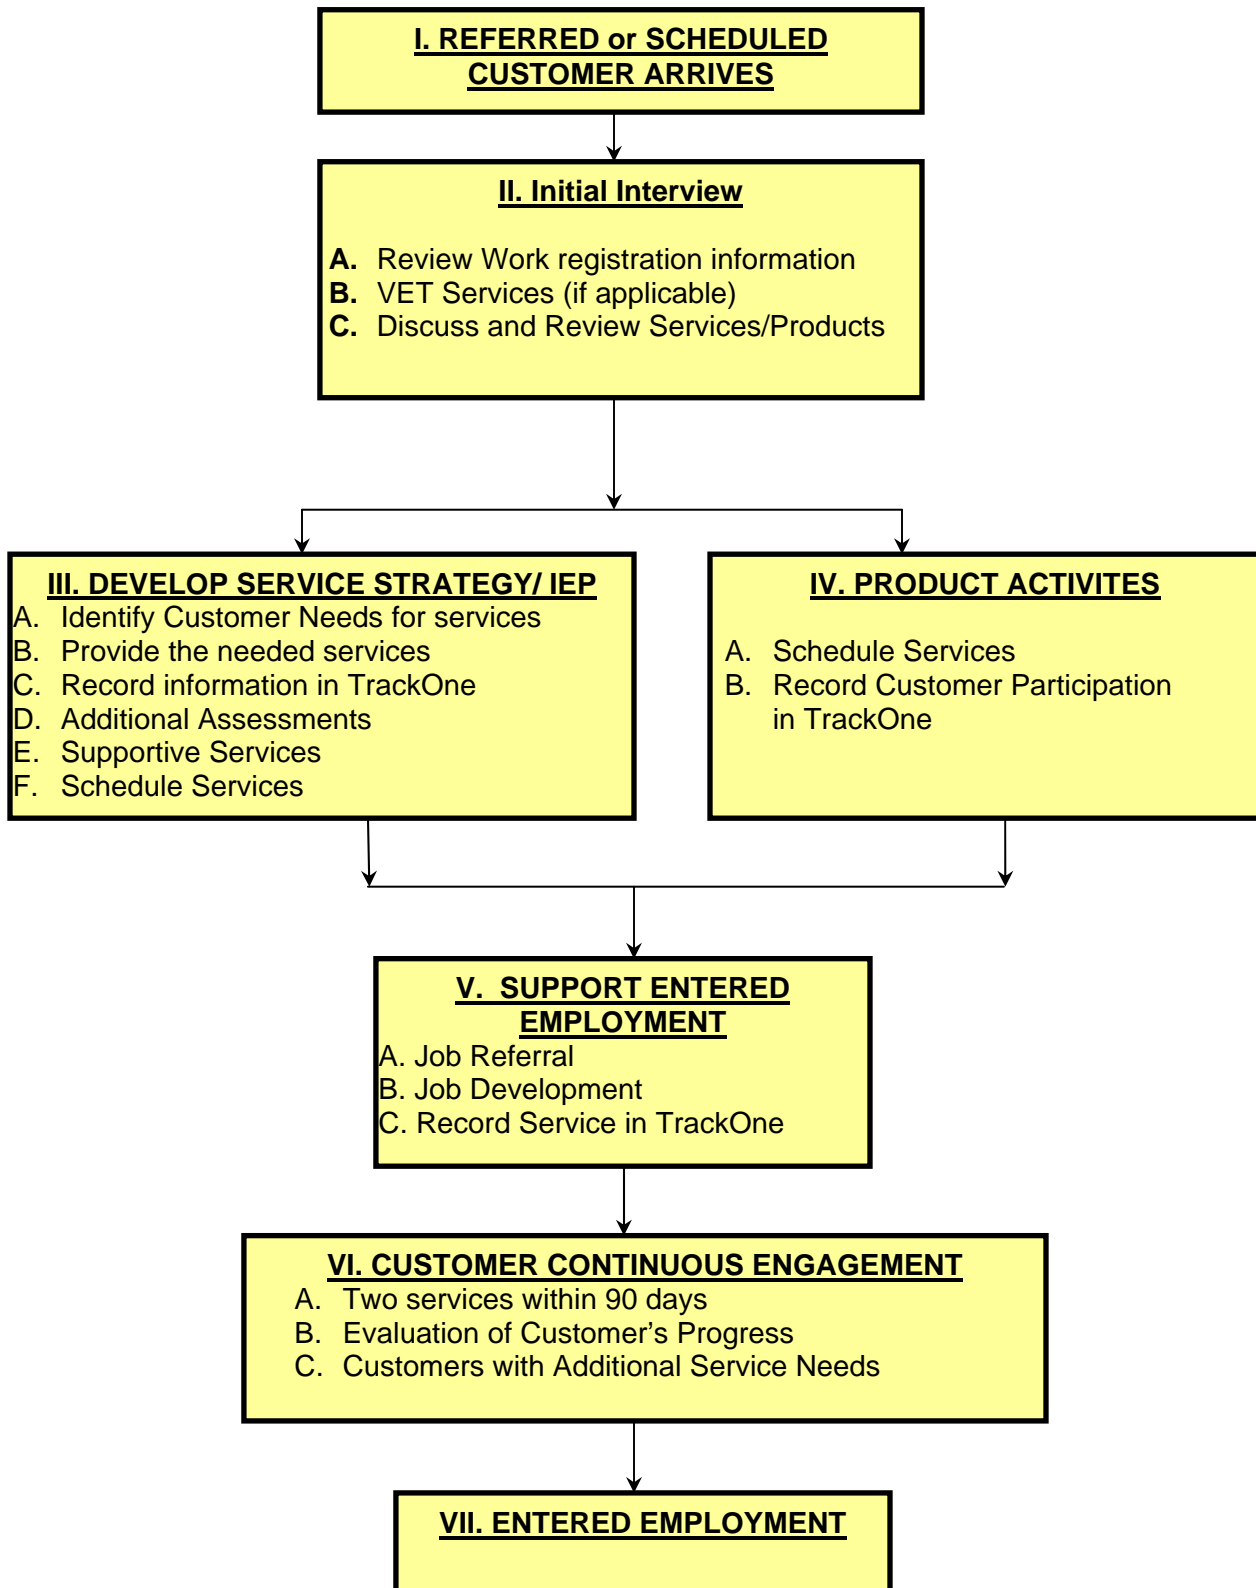 I. REFERRED or SCHEDULED
CUSTOMER ARRIVES
II. Initial Interview
A. Review Work registration information
B. VET Services (if applicable)
C. Discuss and Review Services/Products
III. DEVELOP SERVICE STRATEGY/ IEP
A. Identify Customer Needs for services
B. Provide the needed services
C. Record information in TrackOne
D. Additional Assessments
E. Supportive Services
F. Schedule Services
IV. PRODUCT ACTIVITES
A. Schedule Services
B. Record Customer Participation
in TrackOne
V. SUPPORT ENTERED
EMPLOYMENT
A. Job Referral
B. Job Development
C. Record Service in TrackOne
VI. CUSTOMER CONTINUOUS ENGAGEMENT
A. Two services within 90 days
B. Evaluation of Customer’s Progress
C. Customers with Additional Service Needs
VII. ENTERED EMPLOYMENT